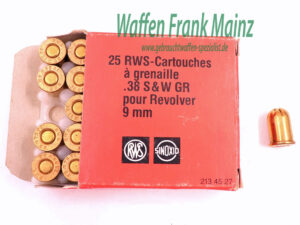 Waffen Frank Mainz
www.gebrauchtwaffen-spezialist.de
25 RWS-Cartouches
à grenaille
.38 S&W GR
pour Revolver
9 mm
RWS
SINOXID
213 45 27